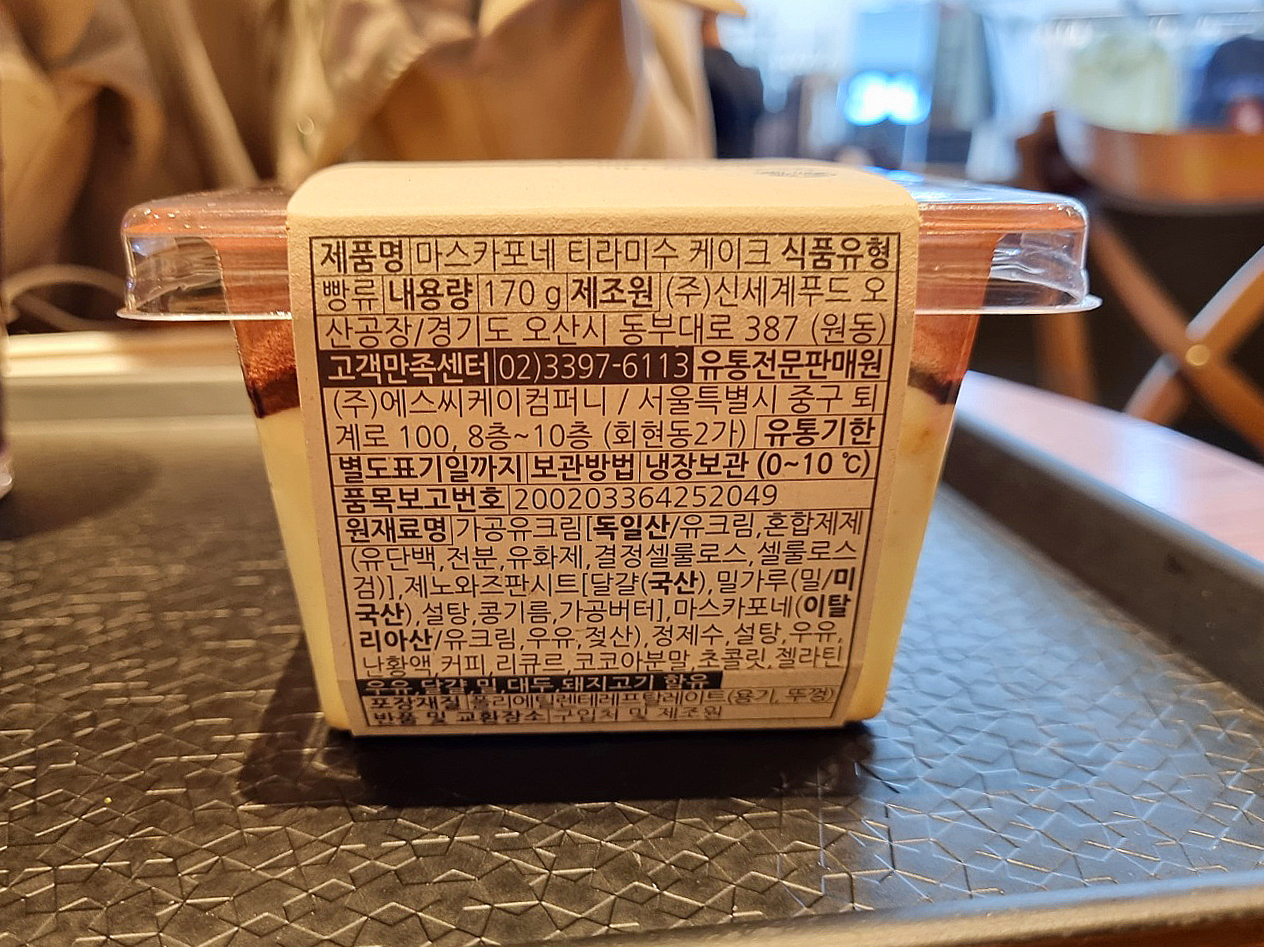 제품명 마스카포네 티라미수 케이크 식품유형
빵류 내용량 170 g 제조원 (주)신세계푸드 오
산공장/경기도 오산시 동부대로 387 (원동)
고객만족센터 02)3397-6113 유통전문판매원
(주)에스씨케이컴퍼니 / 서울특별시 중구 퇴
계로 100, 8층~10층 (회현동2가) 유통기한
별도표기일까지 보관방법 냉장보관 (0~10 ℃)
품목보고번호 200203364252049
원재료명 가공유크림[독일산/유크림,혼합제제
(유단백,전분,유화제,결정셀룰로스,셀룰로스
검)],제노와즈판시트[달걀(국산),밀가루(밀/미
국산),설탕,콩기름,가공버터],마스카포네(이탈
리아산/유크림,우유,젖산),정제수,설탕,우유,
난황액,커피,리큐르,코코아분말,초콜릿,젤라틴
우유,달걀,밀,대두,돼지고기 함유
포장재질 폴리에틸렌테레프탈레이트(용기, 뚜껑)
반품 및 교환장소 구입처 및 제조원